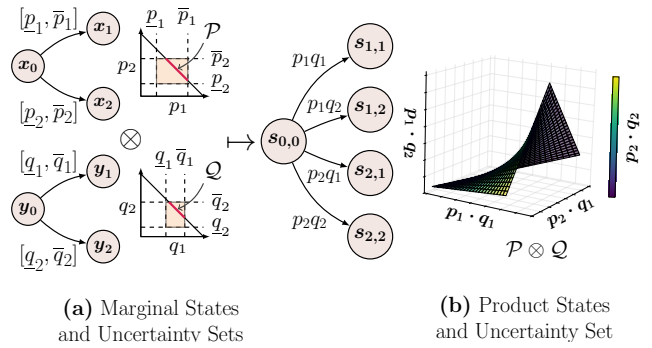 [p̲₁, p̅₁]
x₁
x₀
x₂
[p̲₂, p̅₂]
p̲₁ p̅₁
𝒫
p₂
p̅₂
p̲₂
p₁
⊗
[q̲₁, q̅₁]
y₁
y₀
y₂
[q̲₂, q̅₂]
q̲₁ q̅₁
𝒬
q₂
q̅₂
q̲₂
q₁
↦
s₀,₀
p₁q₁
s₁,₁
p₁q₂
s₁,₂
p₂q₁
s₂,₁
p₂q₂
s₂,₂
p₁ · q₂
p₁ · q₁
p₂ · q₁
p₂ · q₂
𝒫 ⊗ 𝒬
(a) Marginal States
and Uncertainty Sets
(b) Product States
and Uncertainty Set